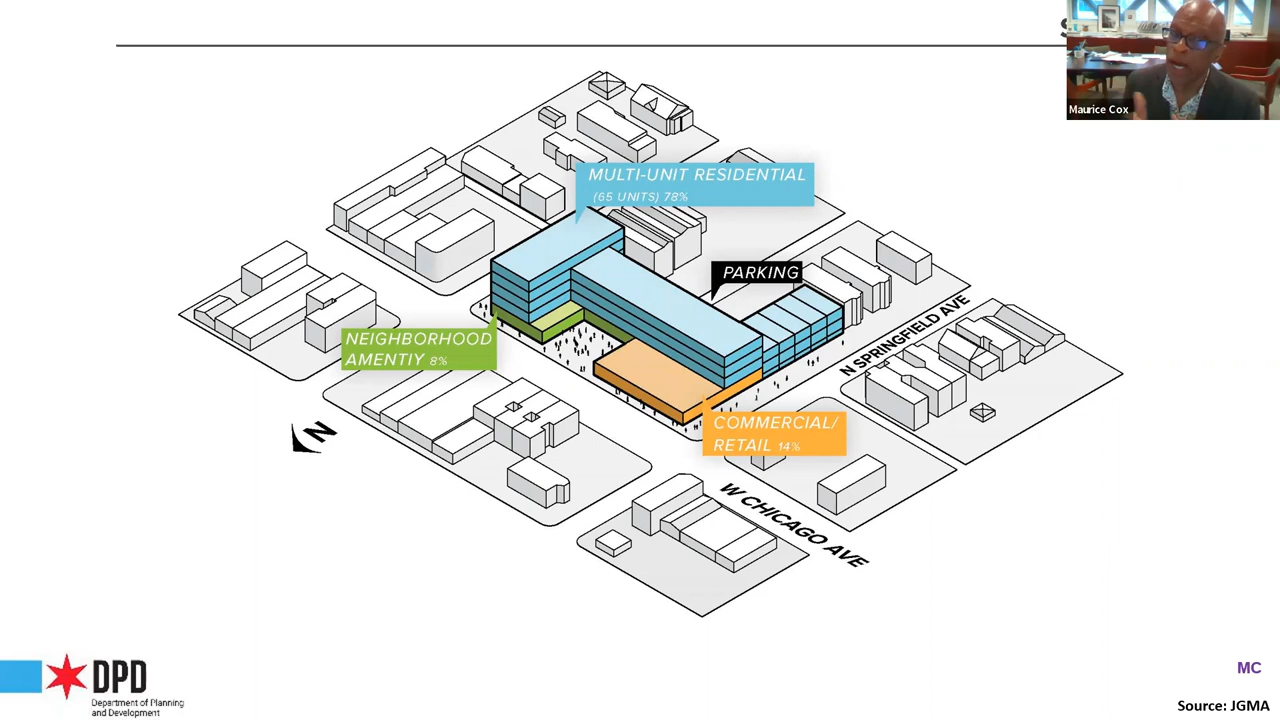 Maurice Cox
MULTI-UNIT RESIDENTIAL
(65 UNITS) 78%
PARKING
NEIGHBORHOOD
AMENTIY 8%
N SPRINGFIELD AVE
COMMERCIAL/
RETAIL 14%
N
W CHICAGO AVE
DPD
Department of Planning
and Development
MC
Source: JGMA